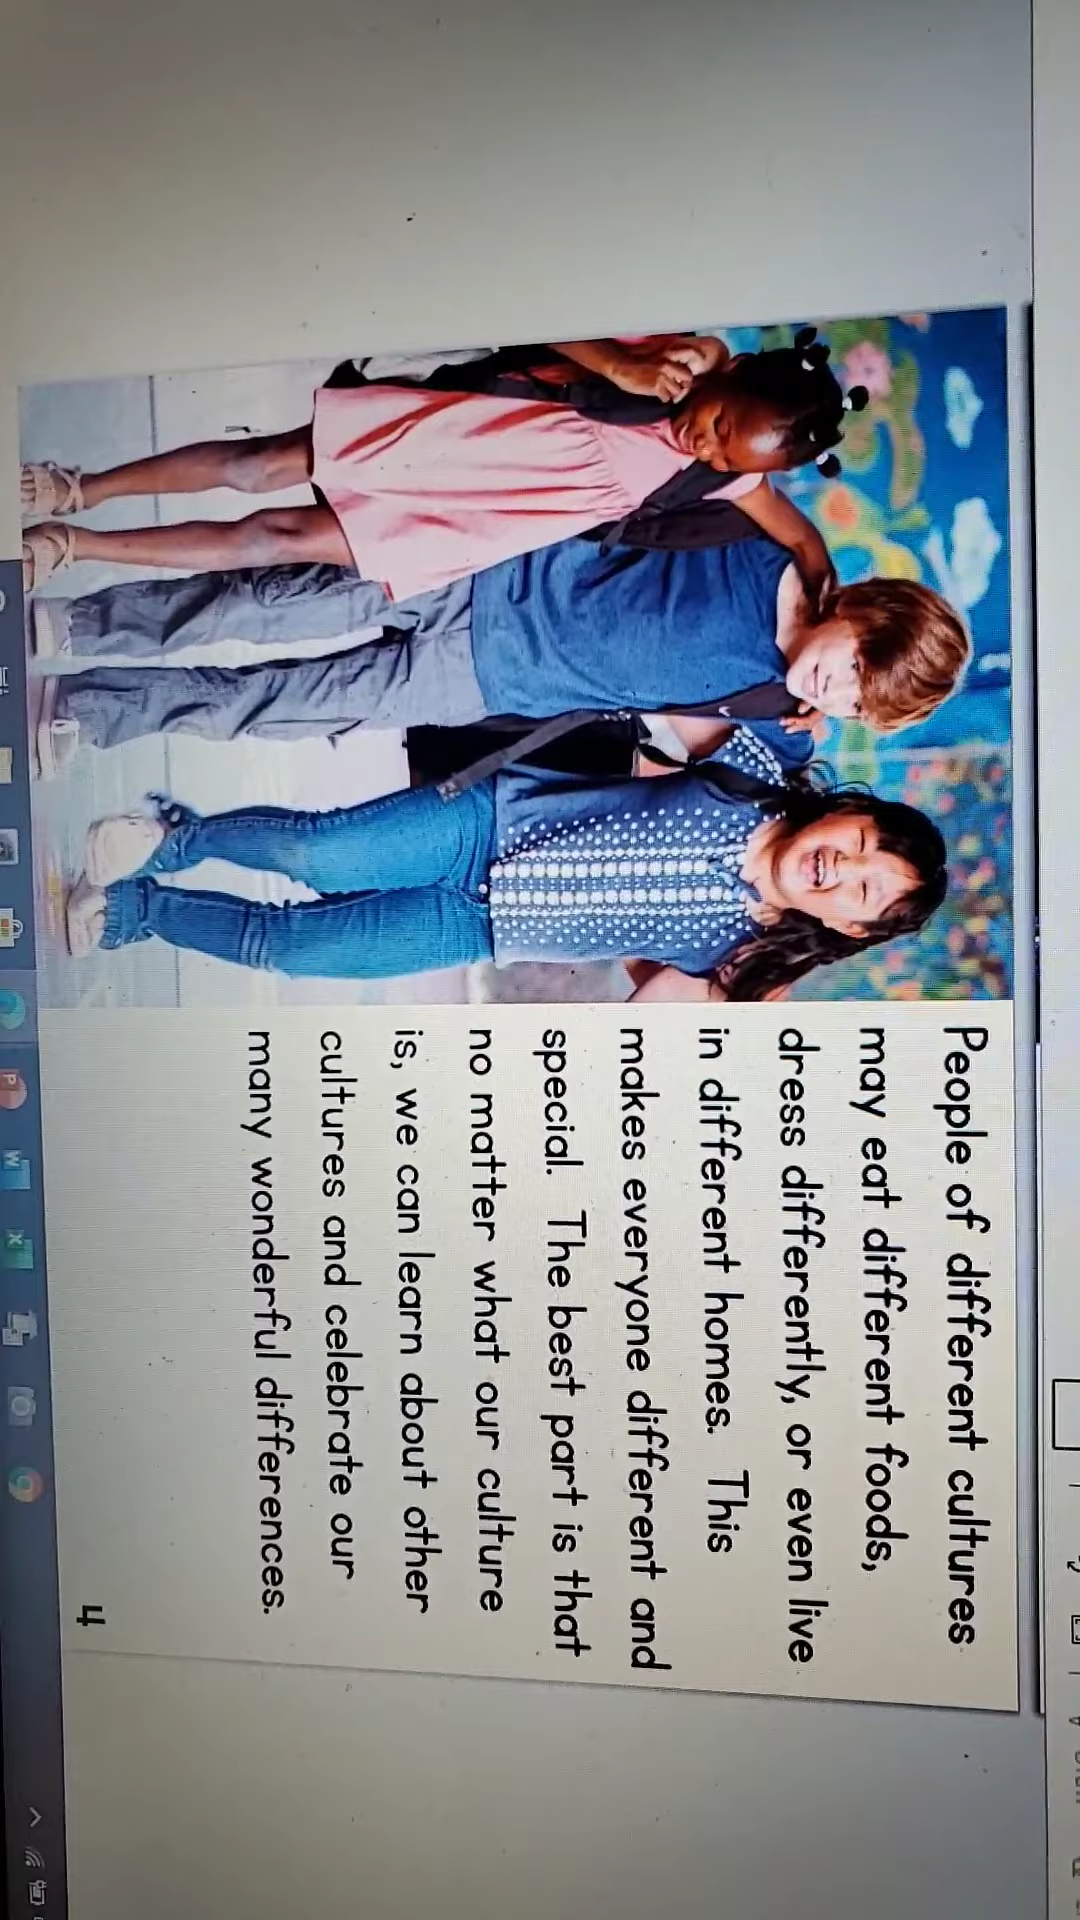 People of different cultures
may eat different foods,
dress differently, or even live
in different homes. This
makes everyone different and
special. The best part is that
no matter what our culture
is, we can learn about other
cultures and celebrate our
many wonderful differences.
4